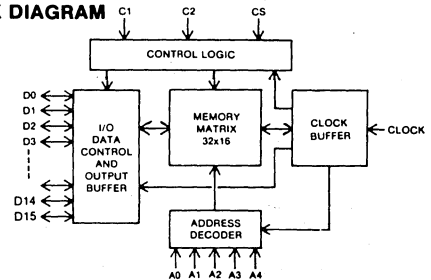 DIAGRAM
C1 C2 CS
CONTROL LOGIC
D0
D1
D2
D3
D14
D15
I/O
DATA
CONTROL
AND
OUTPUT
BUFFER
MEMORY
MATRIX
32x16
CLOCK
BUFFER
CLOCK
ADDRESS
DECODER
A0 A1 A2 A3 A4